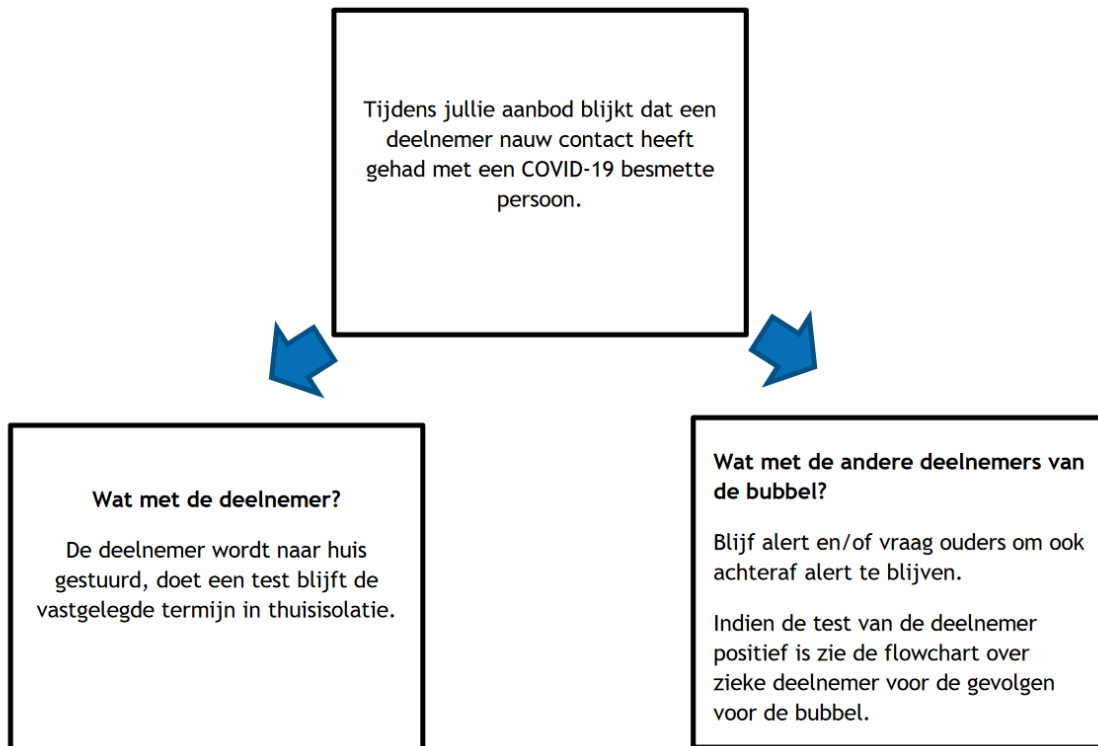 Tijdens jullie aanbod blijkt dat een
deelnemer nauw contact heeft
gehad met een COVID-19 besmette
persoon.
Wat met de deelnemer?
De deelnemer wordt naar huis
gestuurd, doet een test blijft de
vastgelegde termijn in thuisisolatie.
Wat met de andere deelnemers van
de bubbel?
Blijf alert en/of vraag ouders om ook
achteraf alert te blijven.
Indien de test van de deelnemer
positief is zie de flowchart over
zieke deelnemer voor de gevolgen
voor de bubbel.